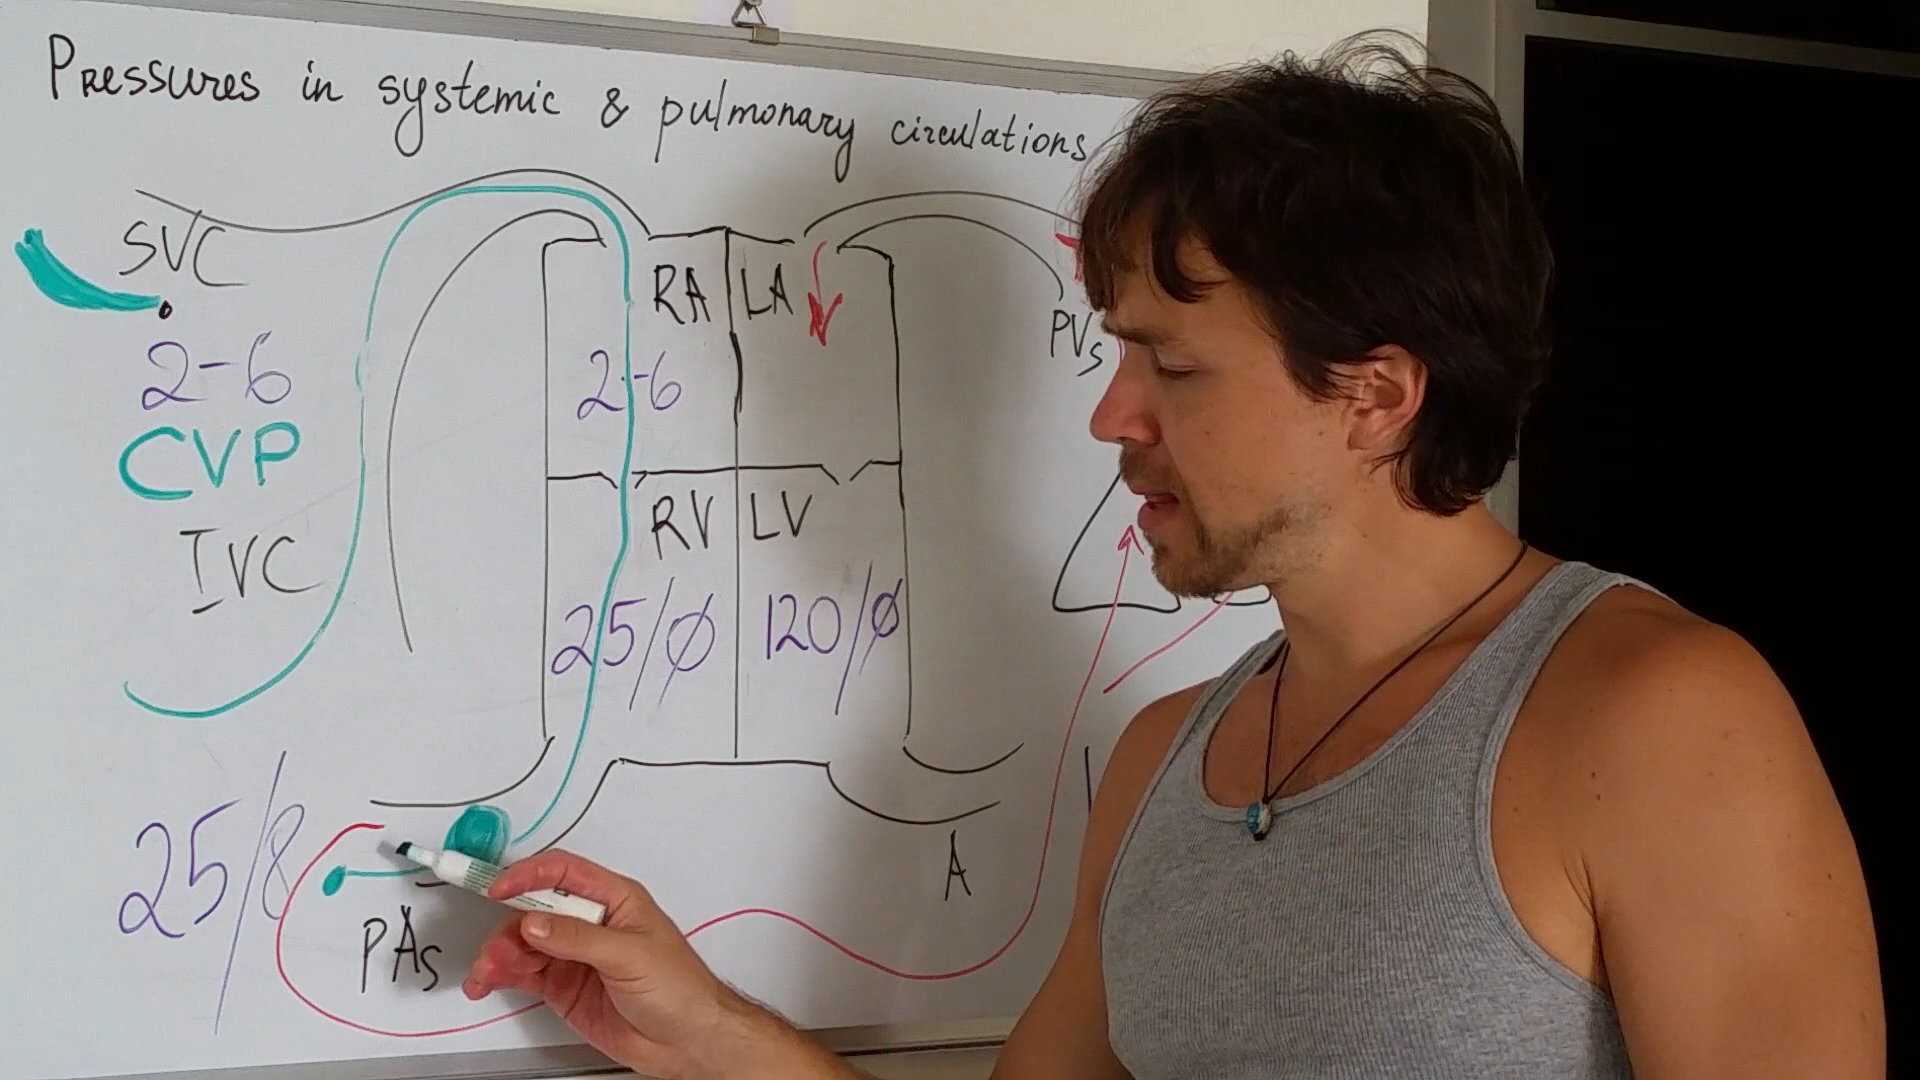 Pressures in systemic & pulmonary circulations
SVC
2-6
CVP
IVC
25/8
PAs
RA
2-6
LA
RV
25/0
LV
120/0
PVs
A